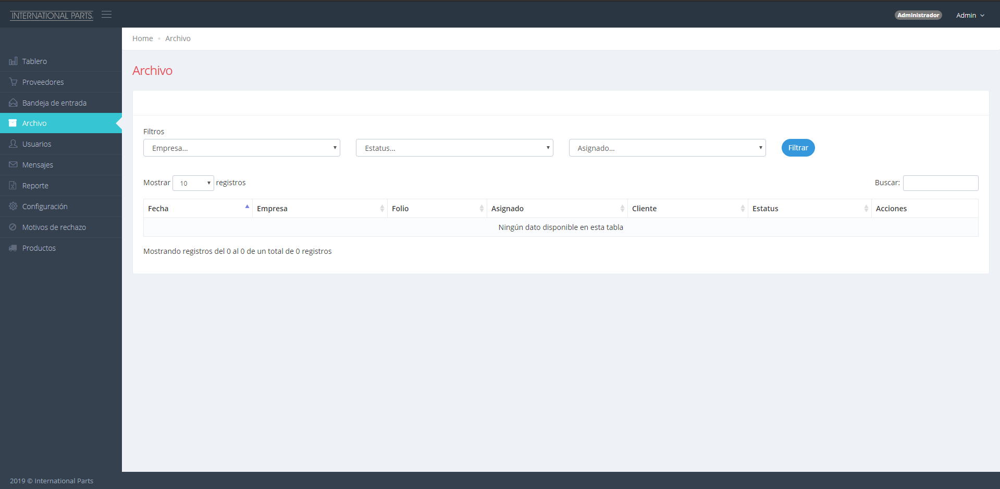 INTERNATIONAL PARTS
Administrador
Admin
Home
Archivo
Tablero
Proveedores
Bandeja de entrada
Archivo
Usuarios
Mensajes
Reporte
Configuración
Motivos de rechazo
Productos
Archivo
Filtros
Empresa...
Estatus...
Asignado...
Filtrar
Mostrar 10 registros
Buscar:
Fecha Empresa Folio Asignado Cliente Estatus Acciones
Ningún dato disponible en esta tabla
Mostrando registros del 0 al 0 de un total de 0 registros
2019 © International Parts